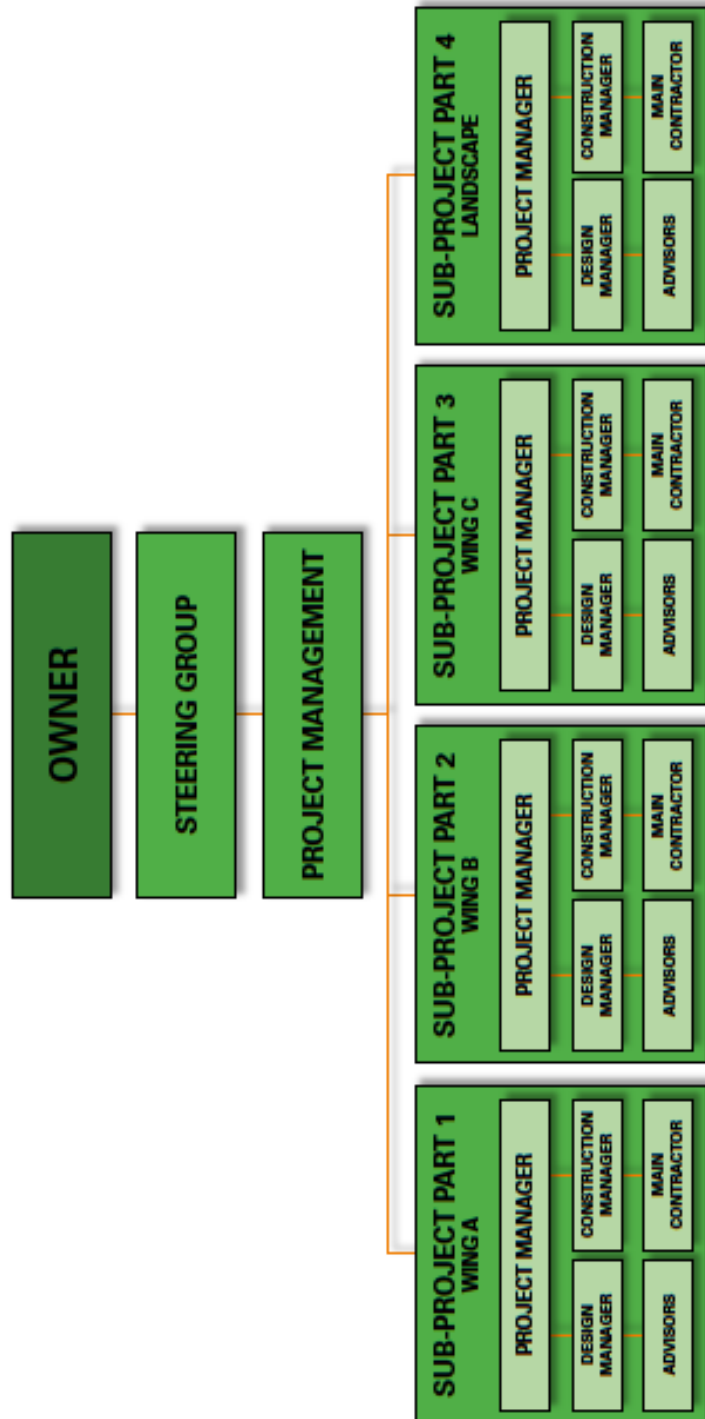 OWNER
STEERING GROUP
PROJECT MANAGEMENT
SUB-PROJECT PART 1
WING A
PROJECT MANAGER
DESIGN
MANAGER
CONSTRUCTION
MANAGER
ADVISORS
MAIN
CONTRACTOR
SUB-PROJECT PART 2
WING B
PROJECT MANAGER
DESIGN
MANAGER
CONSTRUCTION
MANAGER
ADVISORS
MAIN
CONTRACTOR
SUB-PROJECT PART 3
WING C
PROJECT MANAGER
DESIGN
MANAGER
CONSTRUCTION
MANAGER
ADVISORS
MAIN
CONTRACTOR
SUB-PROJECT PART 4
LANDSCAPE
PROJECT MANAGER
DESIGN
MANAGER
CONSTRUCTION
MANAGER
ADVISORS
MAIN
CONTRACTOR